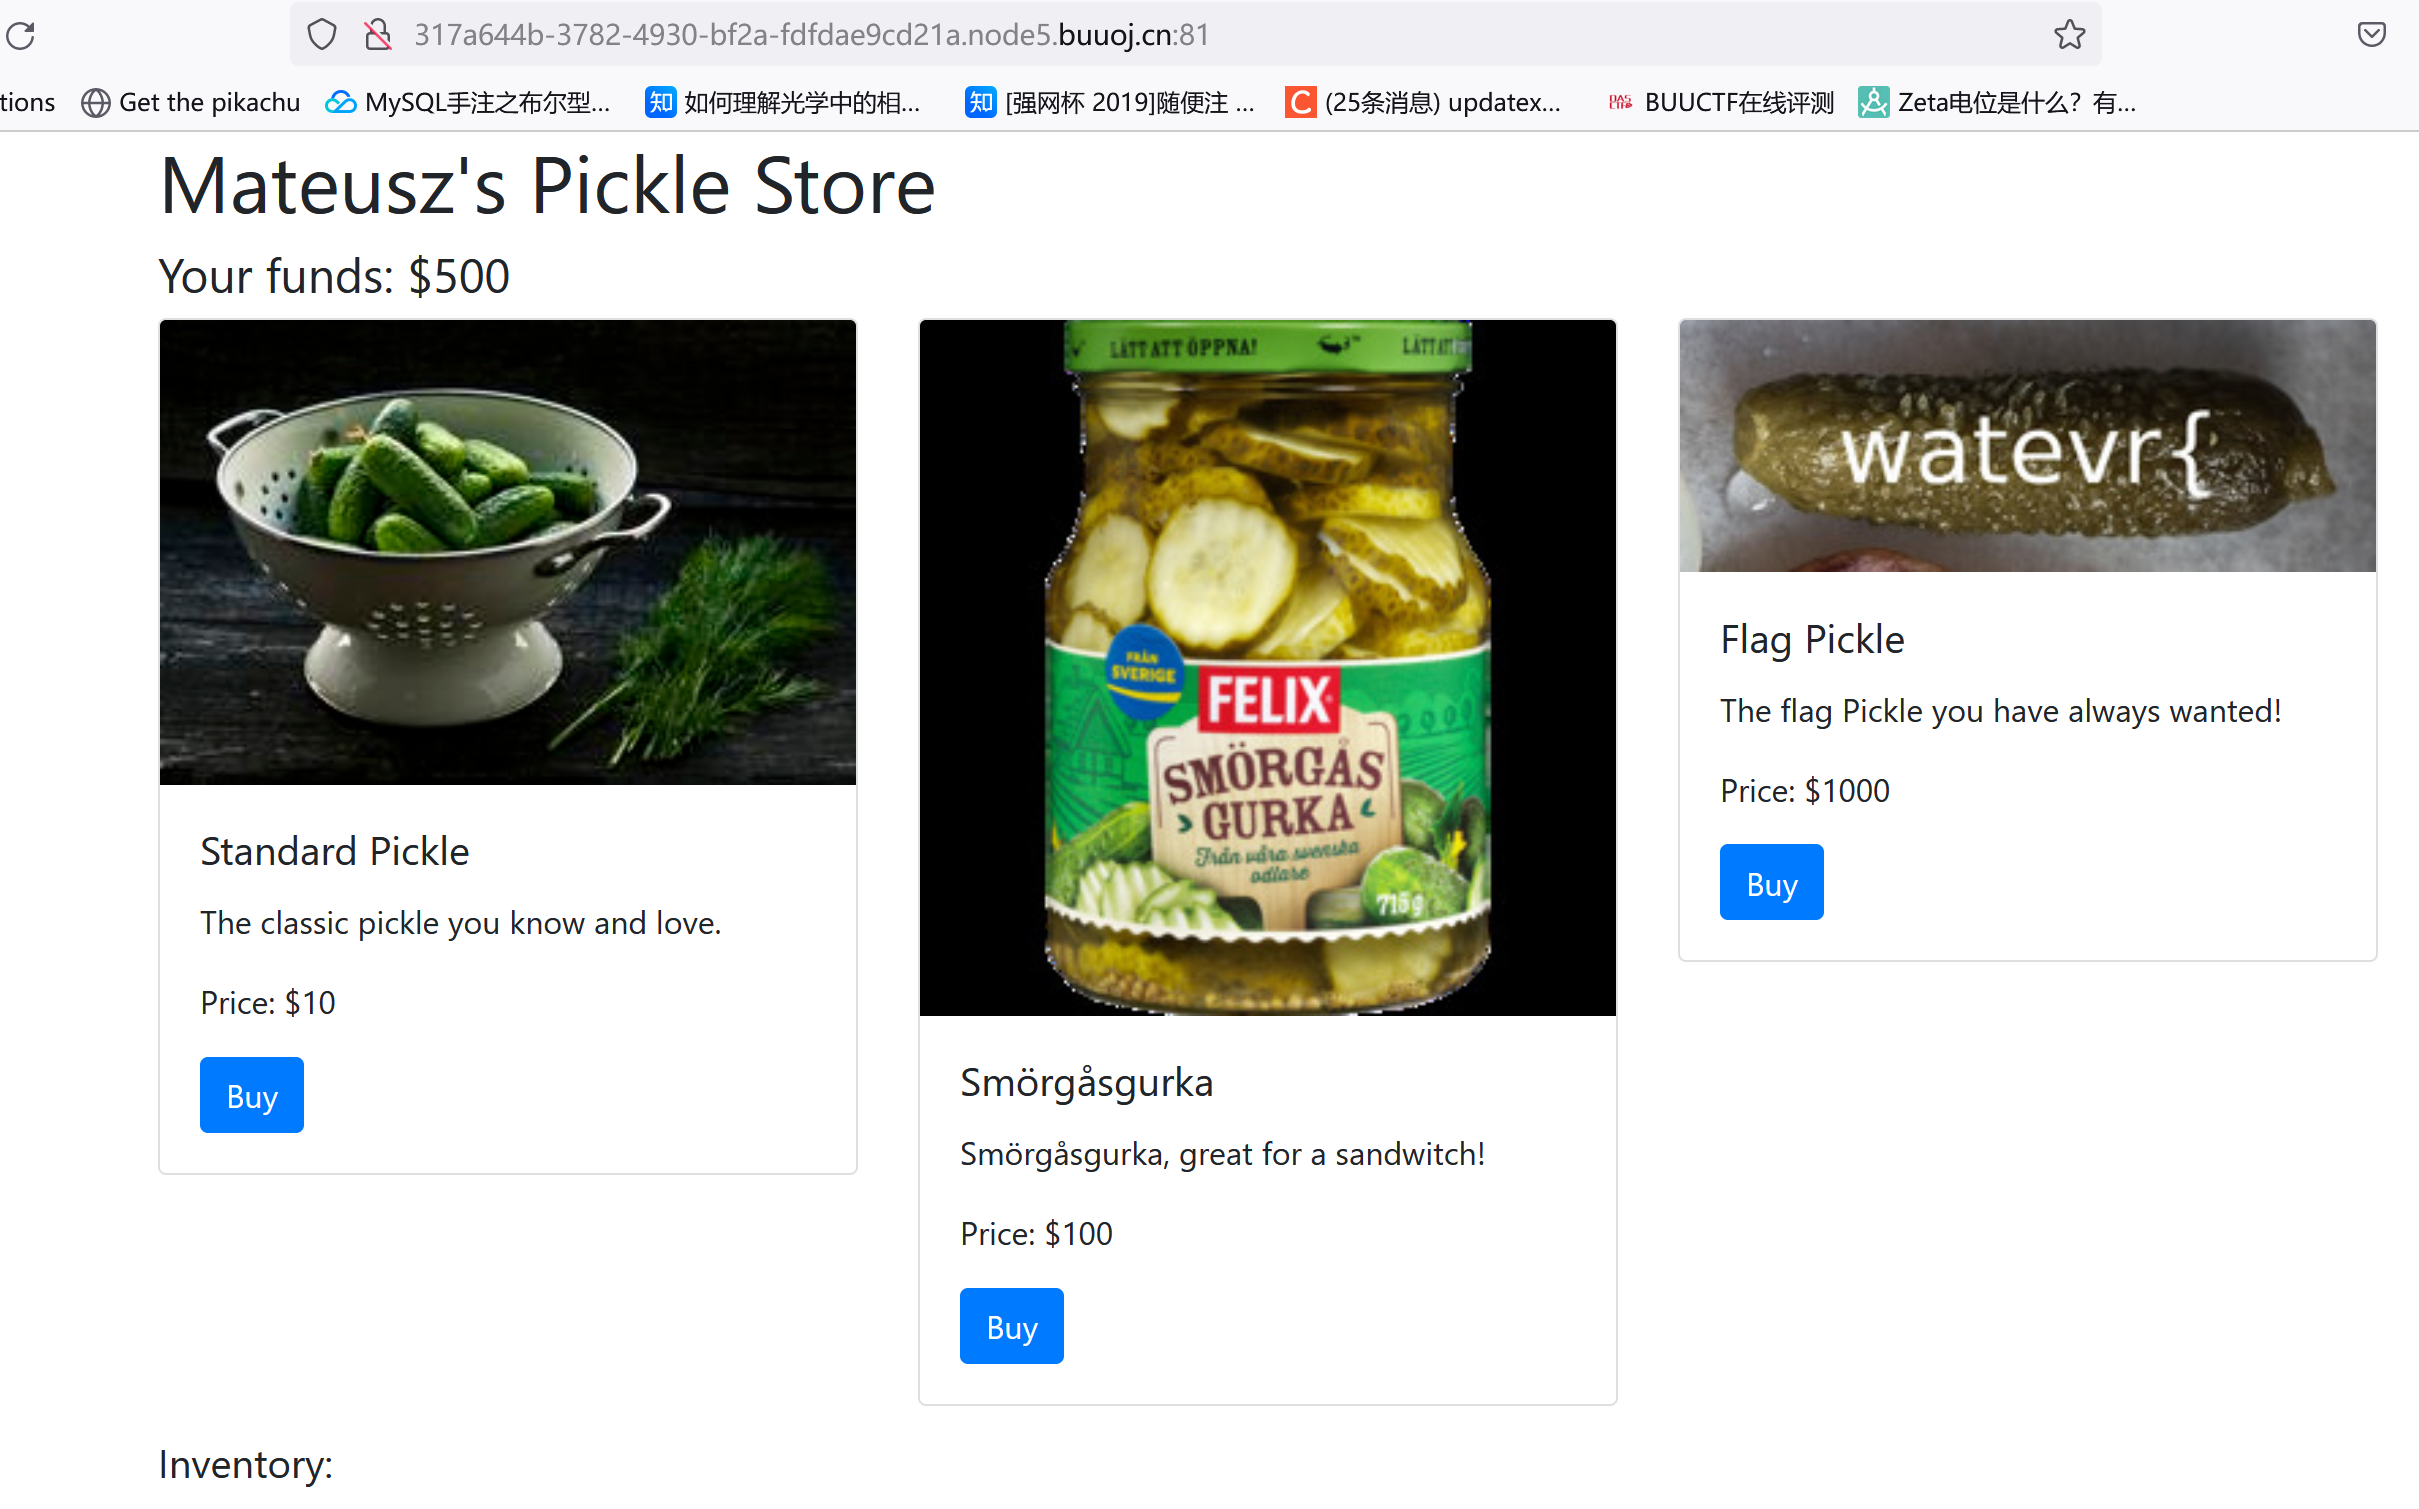 317a644b-3782-4930-bf2a-fdfdae9cd21a.node5.buuoj.cn:81
tions Get the pikachu MySQL手注之布尔型... 知 如何理解光学中的相... 知 [强网杯 2019]随便注 ... C (25条消息) updatex... BUUCTF在线评测 Zeta电位是什么？有...
Mateusz's Pickle Store
Your funds: $500
Standard Pickle
The classic pickle you know and love.
Price: $10
Buy
LÄTT ATT ÖPPNA! LÄTT ATT
FRÅN
SVERIGE
FELIX
SMÖRGÅS
GURKA
Från våra svenska
odlare
715g
Smörgåsgurka
Smörgåsgurka, great for a sandwitch!
Price: $100
Buy
watevr{
Flag Pickle
The flag Pickle you have always wanted!
Price: $1000
Buy
Inventory: